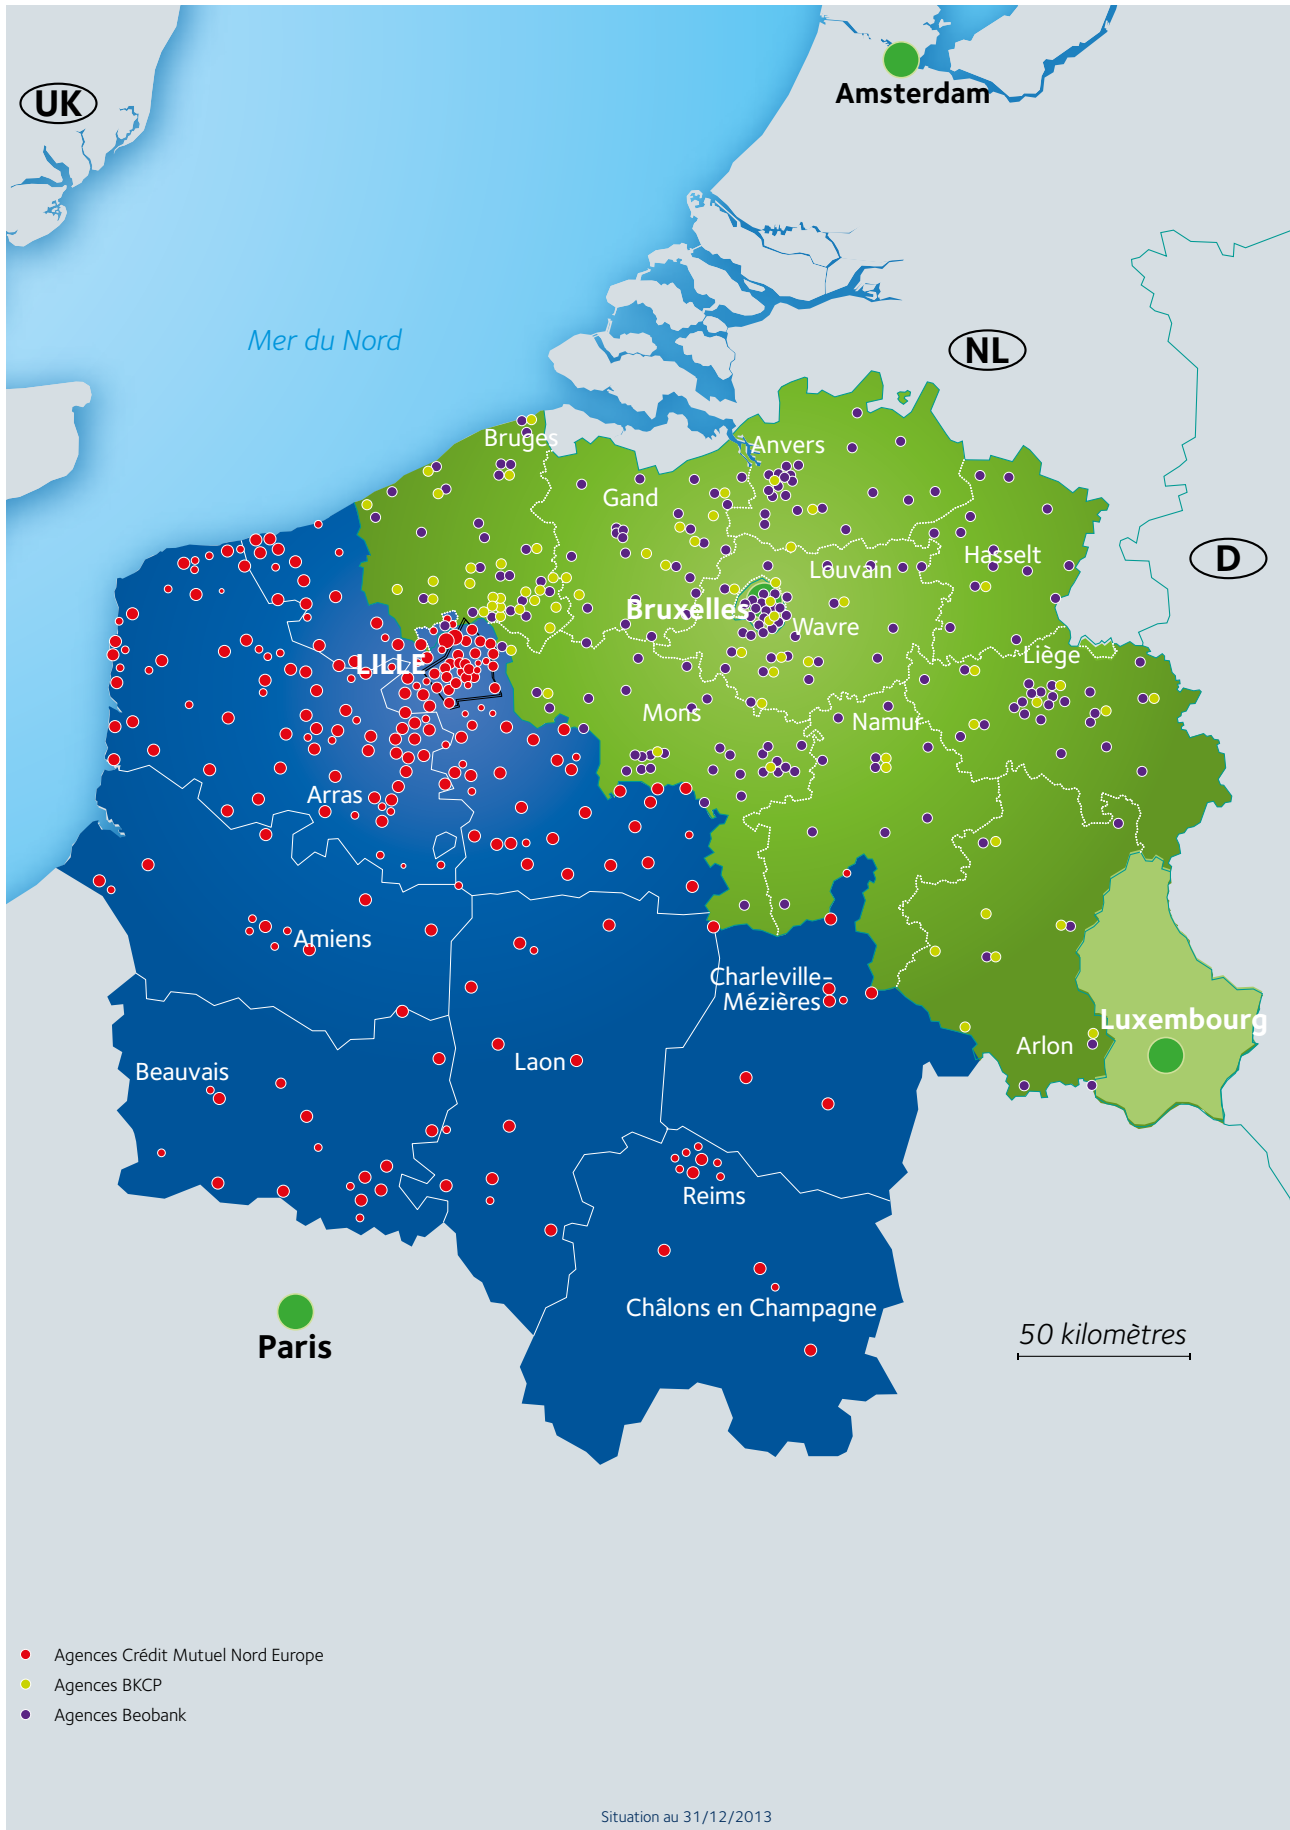 Amsterdam
UK
Mer du Nord
NL
Bruges
Anvers
Gand
Hasselt
D
Louvain
Bruxelles
Wavre
LILLE
Liège
Mons
Namur
Arras
Amiens
Charleville-
Mézières
Luxembourg
Arlon
Laon
Beauvais
Reims
Châlons en Champagne
50 kilomètres
Paris
Agences Crédit Mutuel Nord Europe
Agences BKCP
Agences Beobank
Situation au 31/12/2013